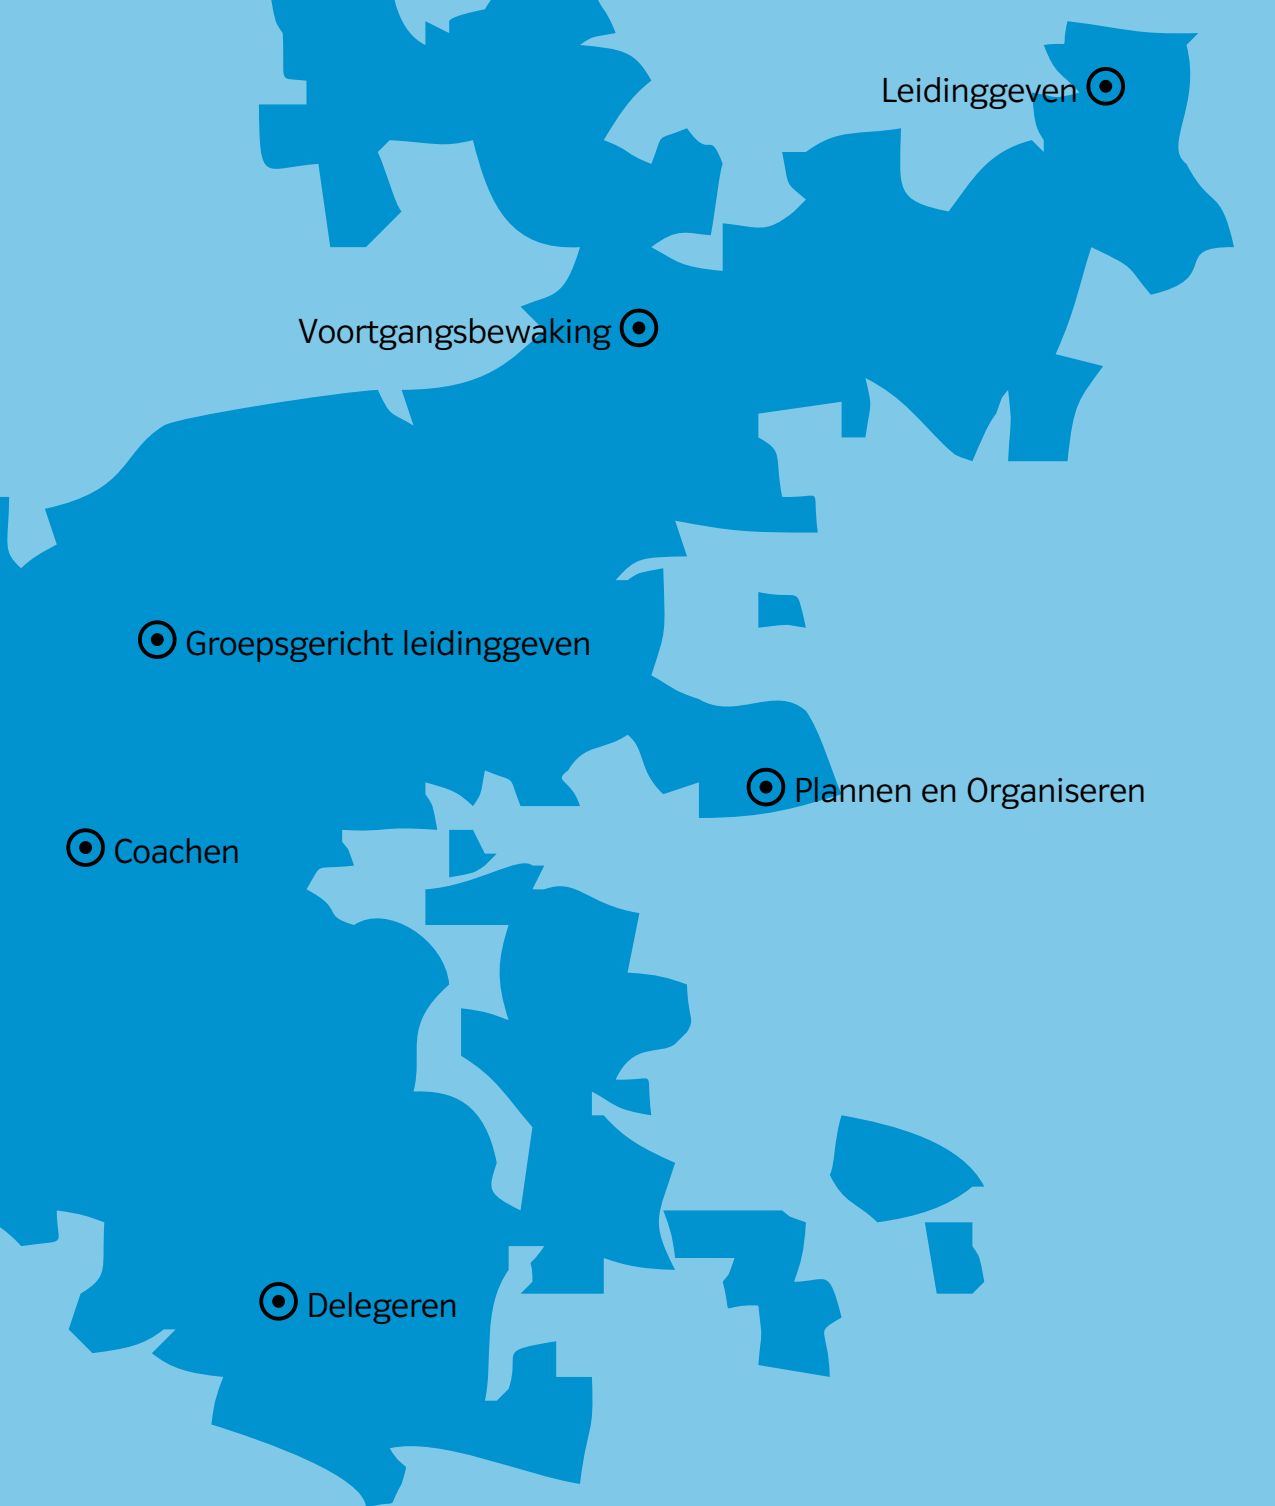 Leidinggeven
Voortgangsbewaking
Groepsgericht leidinggeven
Plannen en Organiseren
Coachen
Delegeren